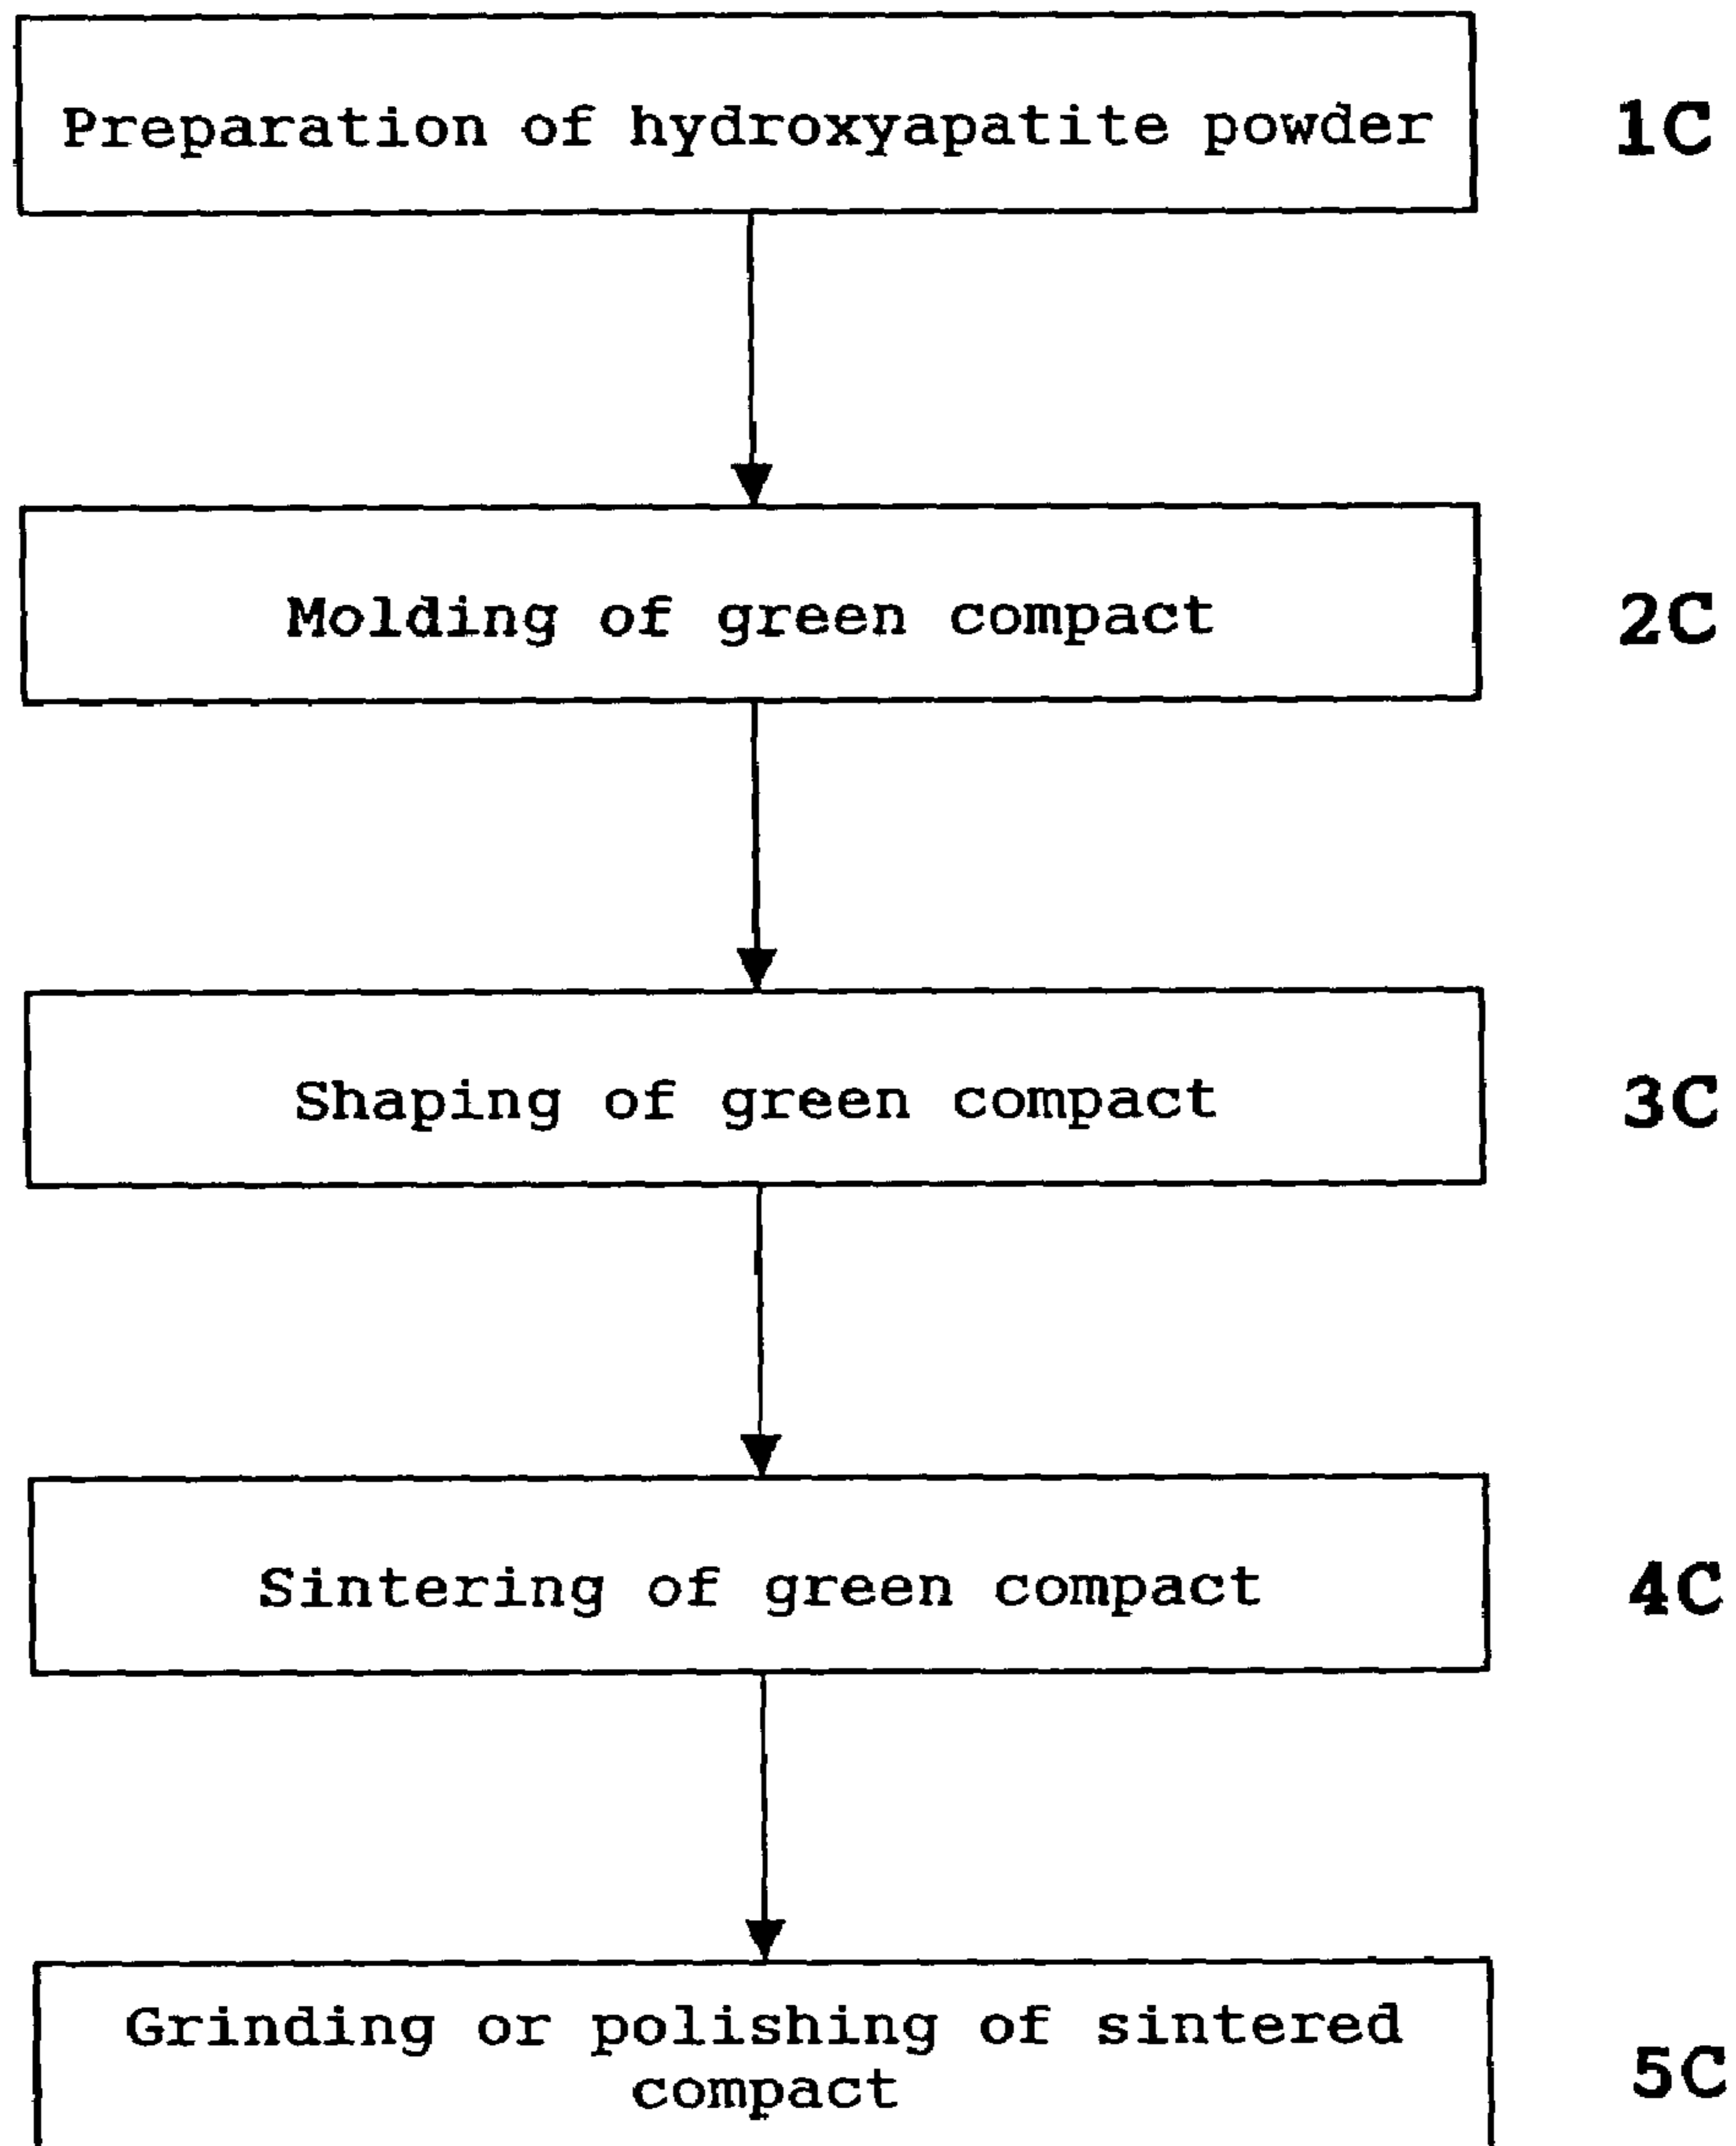 Preparation of hydroxyapatite powder 1C
Molding of green compact 2C
Shaping of green compact 3C
Sintering of green compact 4C
Grinding or polishing of sintered
compact 5C